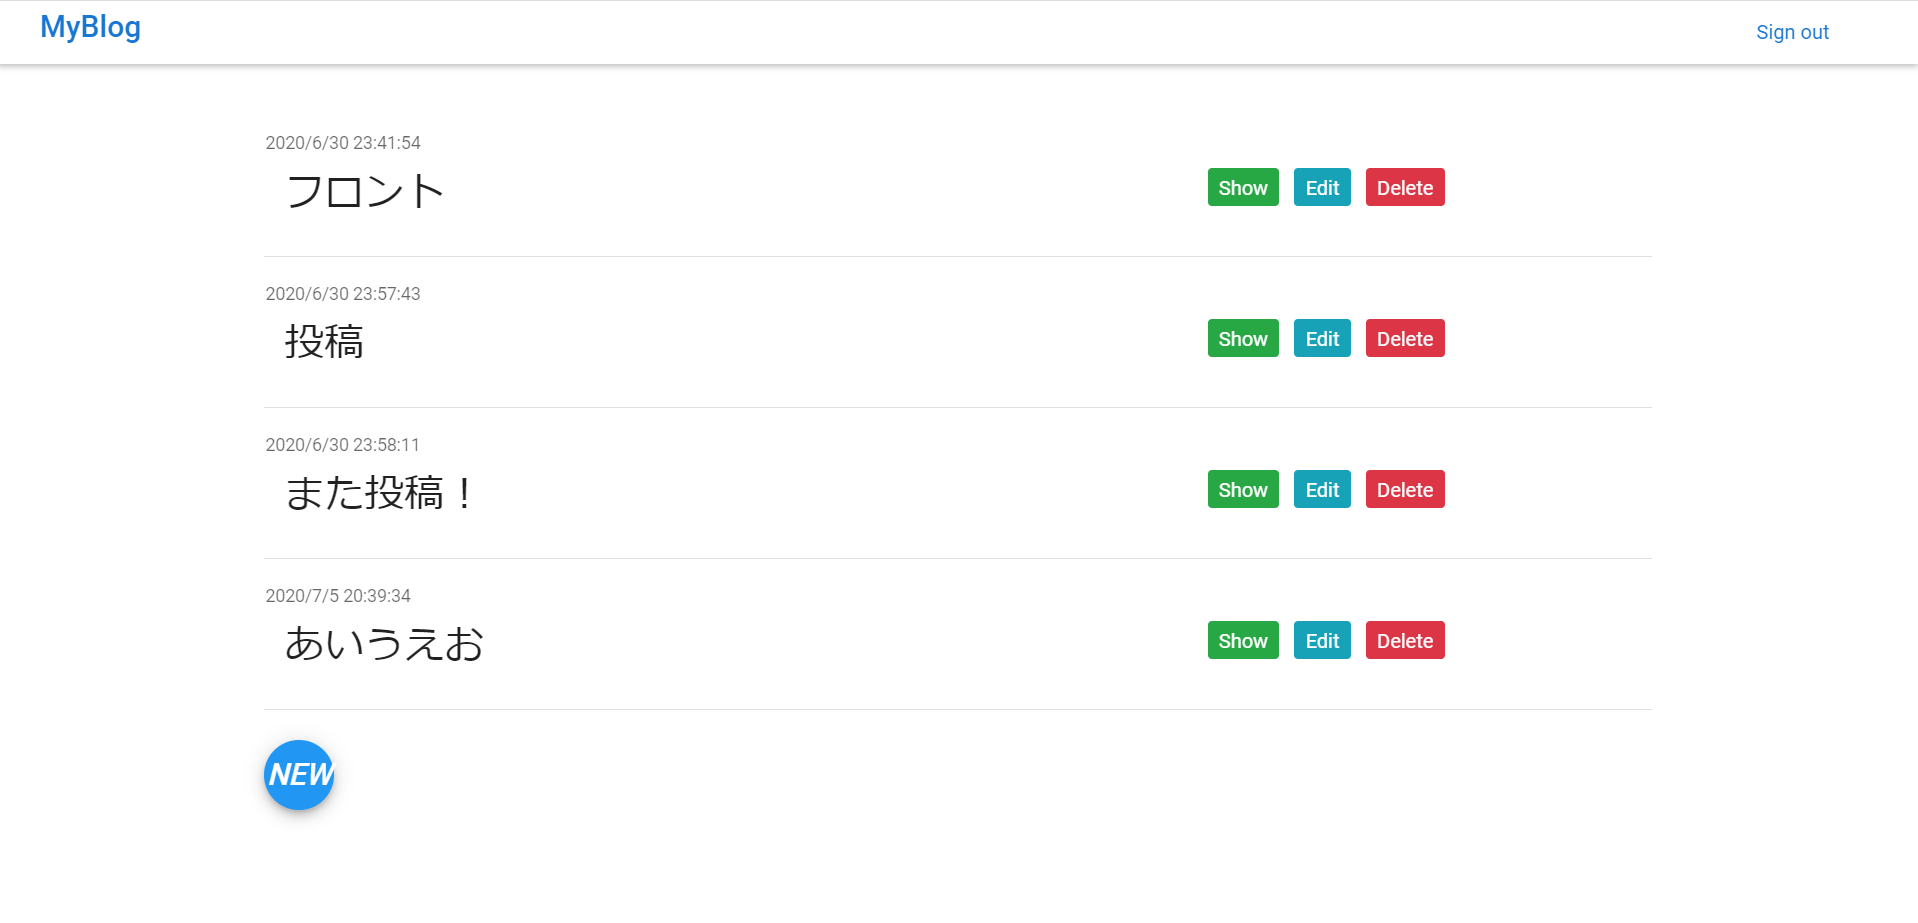 MyBlog
Sign out
2020/6/30 23:41:54
フロント
Show Edit Delete
2020/6/30 23:57:43
投稿
Show Edit Delete
2020/6/30 23:58:11
また投稿！
Show Edit Delete
2020/7/5 20:39:34
あいうえお
Show Edit Delete
NEW